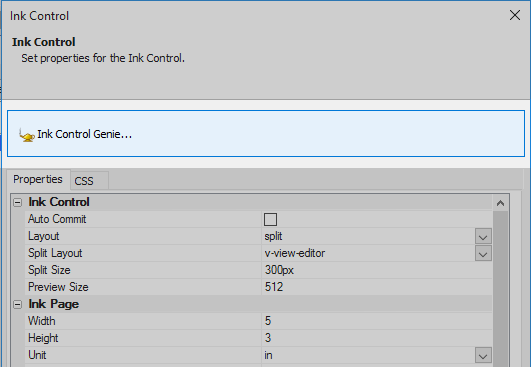 Ink Control
Ink Control
Set properties for the Ink Control.
Ink Control Genie...
Properties CSS
Ink Control
Auto Commit
Layout split
Split Layout v-view-editor
Split Size 300px
Preview Size 512
Ink Page
Width 5
Height 3
Unit in